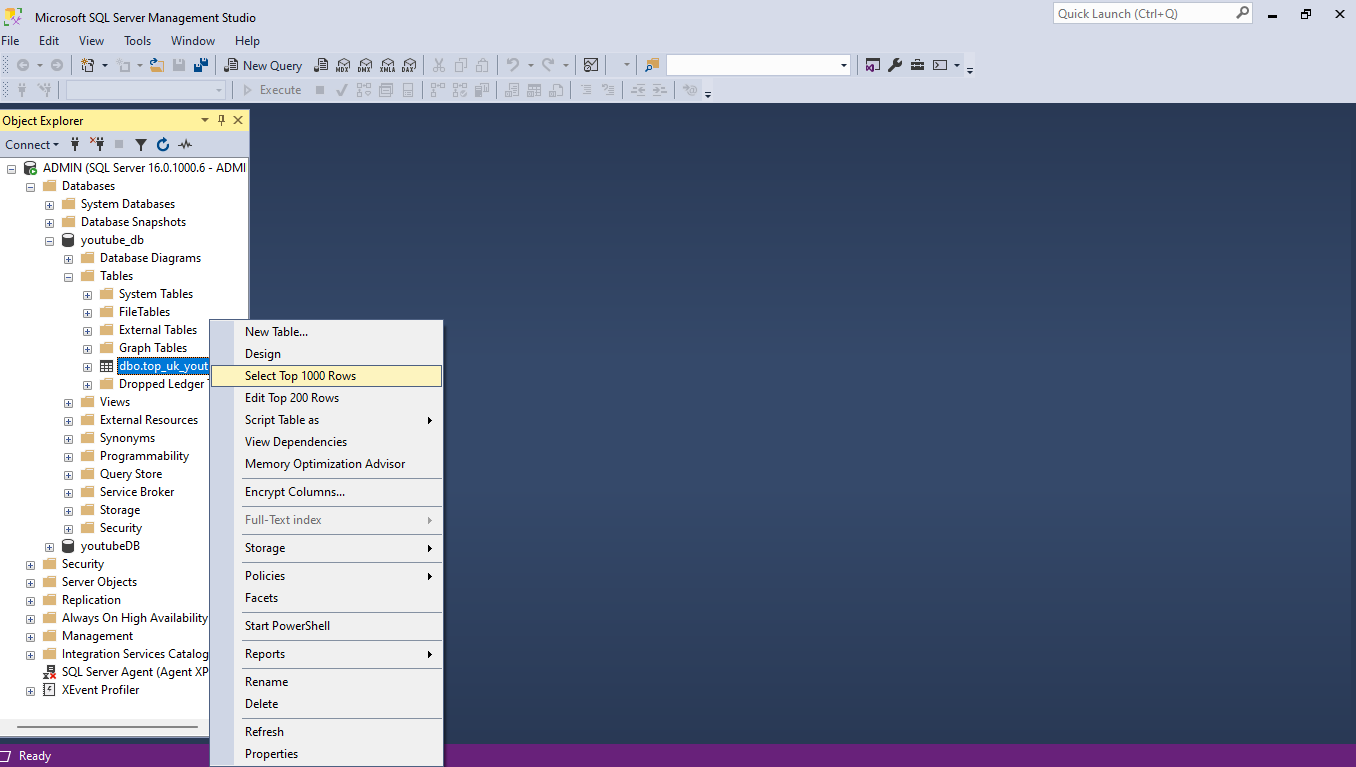 Microsoft SQL Server Management Studio
Quick Launch (Ctrl+Q)
File Edit View Tools Window Help
New Query
MDX DMX XMLA DAX
Execute
Object Explorer
Connect
ADMIN (SQL Server 16.0.1000.6 - ADMI
Databases
System Databases
Database Snapshots
youtube_db
Database Diagrams
Tables
System Tables
FileTables
External Tables
Graph Tables
dbo.top_uk_yout
Dropped Ledger
Views
External Resources
Synonyms
Programmability
Query Store
Service Broker
Storage
Security
youtubeDB
Security
Server Objects
Replication
Always On High Availability
Management
Integration Services Catalog
SQL Server Agent (Agent XP
XEvent Profiler
New Table...
Design
Select Top 1000 Rows
Edit Top 200 Rows
Script Table as
View Dependencies
Memory Optimization Advisor
Encrypt Columns...
Full-Text index
Storage
Policies
Facets
Start PowerShell
Reports
Rename
Delete
Refresh
Properties
Ready